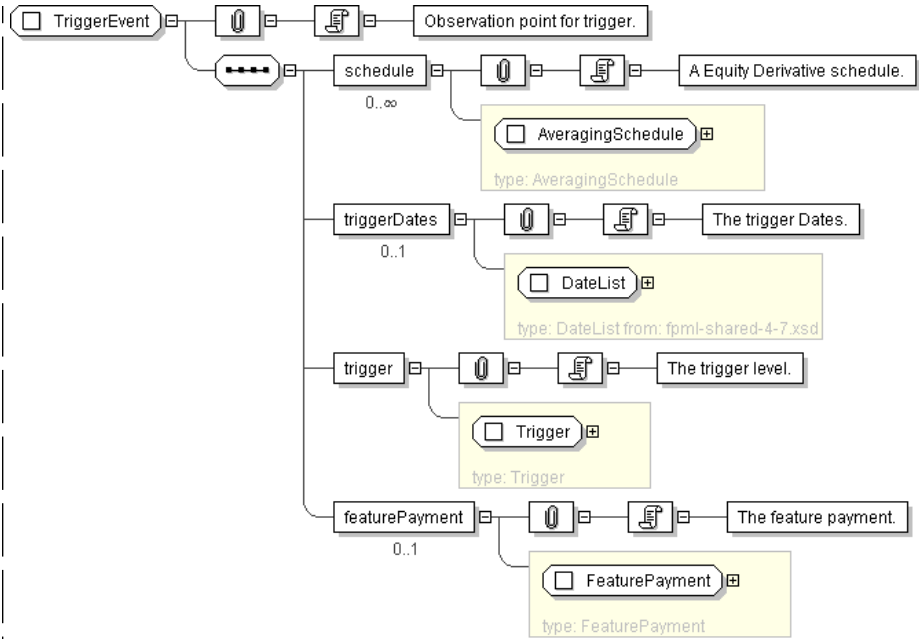 TriggerEvent
Observation point for trigger.
schedule
A Equity Derivative schedule.
0..∞
AveragingSchedule
type: AveragingSchedule
triggerDates
The trigger Dates.
0..1
DateList
type: DateList from: fpml-shared-4-7.xsd
trigger
The trigger level.
Trigger
type: Trigger
featurePayment
The feature payment.
0..1
FeaturePayment
type: FeaturePayment